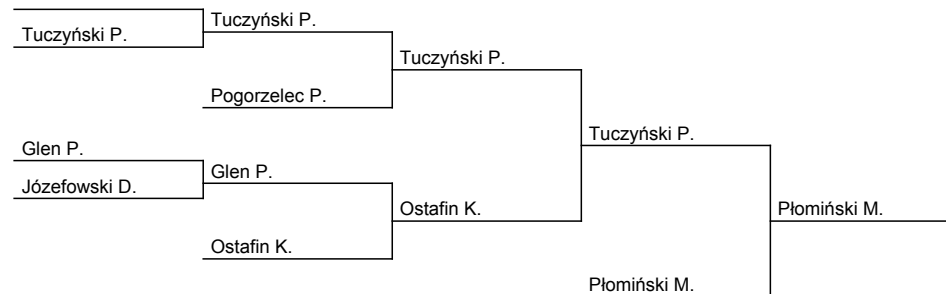 Tuczyński P.
Tuczyński P.
Tuczyński P.
Pogorzelec P.
Tuczyński P.
Glen P.
Glen P.
Józefowski D.
Ostafin K.
Płomiński M.
Ostafin K.
Płomiński M.